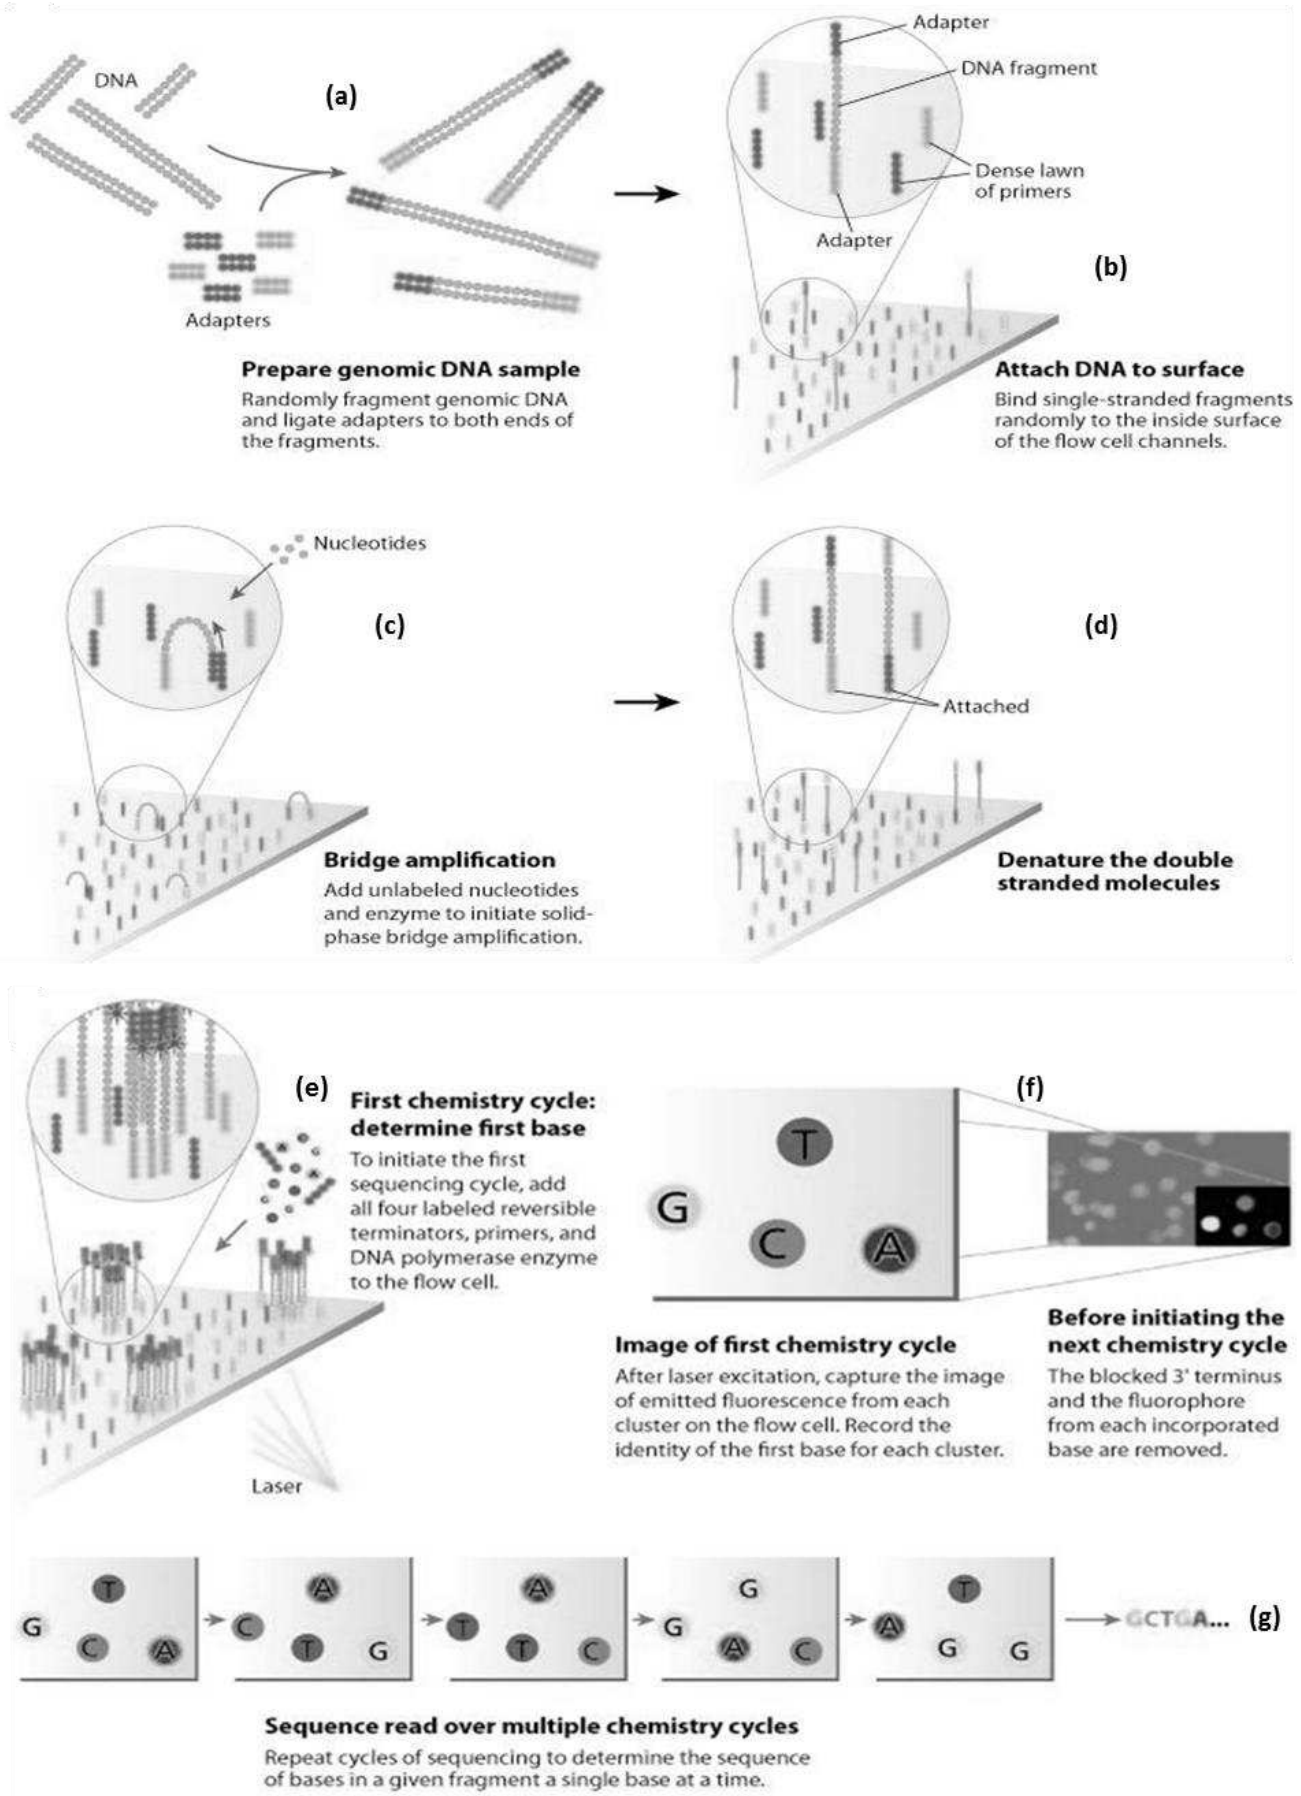 DNA
(a)
Adapters
Prepare genomic DNA sample
Randomly fragment genomic DNA
and ligate adapters to both ends of
the fragments.
Adapter
DNA fragment
Dense lawn
of primers
Adapter
(b)
Attach DNA to surface
Bind single-stranded fragments
randomly to the inside surface
of the flow cell channels.
Nucleotides
(c)
Bridge amplification
Add unlabeled nucleotides
and enzyme to initiate solid-
phase bridge amplification.
(d)
Attached
Denature the double
stranded molecules
(e)
First chemistry cycle:
determine first base
To initiate the first
sequencing cycle, add
all four labeled reversible
terminators, primers, and
DNA polymerase enzyme
to the flow cell.
Laser
(f)
T
G
C
A
Image of first chemistry cycle
After laser excitation, capture the image
of emitted fluorescence from each
cluster on the flow cell. Record the
identity of the first base for each cluster.
Before initiating the
next chemistry cycle
The blocked 3' terminus
and the fluorophore
from each incorporated
base are removed.
T
G
C
A
A
C
T
G
A
T
T
C
G
G
A
C
T
A
G
G
GCTGA...
(g)
Sequence read over multiple chemistry cycles
Repeat cycles of sequencing to determine the sequence
of bases in a given fragment a single base at a time.